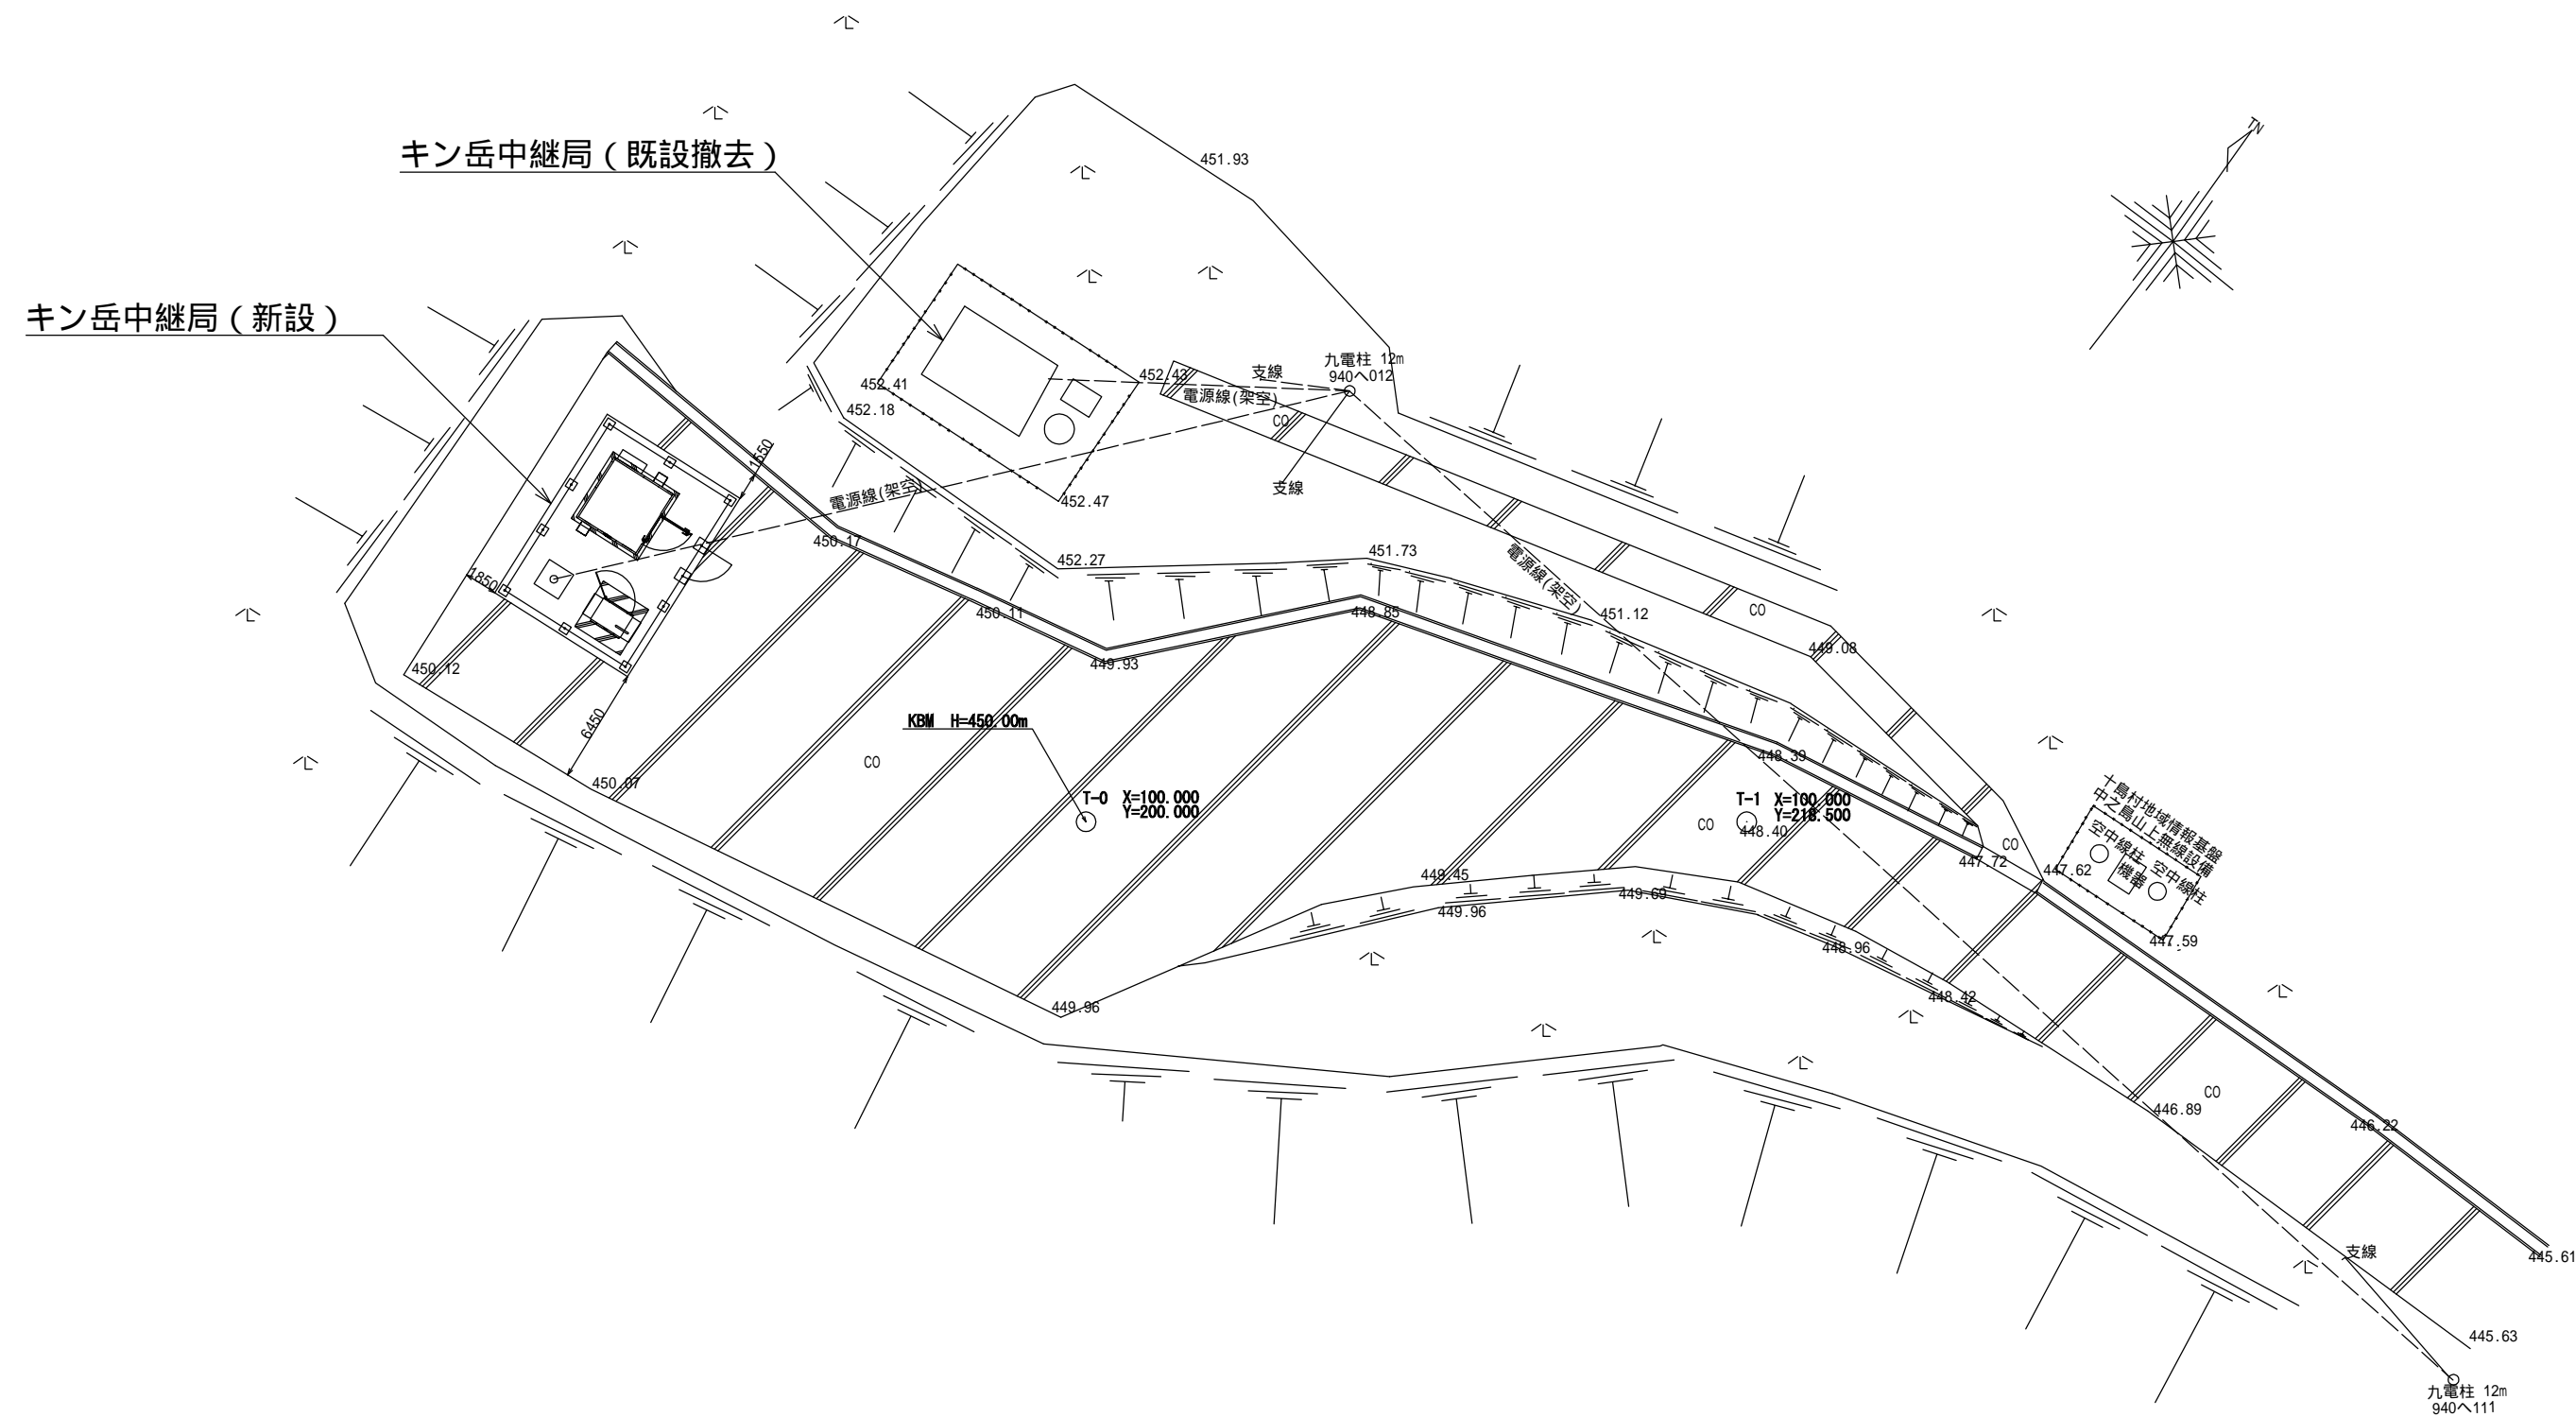 キン岳中継局（既設撤去）
キン岳中継局（新設）
TN
451.93
452.41
452.18
452.43
452.47
452.27
支線
九電柱 12m
940へ012
電源線(架空)
CO
支線
電源線(架空)
1550
1850
6450
450.17
450.11
449.93
448.85
451.73
電源線(架空)
451.12
CO
449.08
450.12
450.07
KBM H=450.00m
CO
T-0 X=100.000
Y=200.000
T-1 X=100.000
Y=218.500
CO
448.40
448.39
CO
447.72
447.62
十島村地域情報基盤
中之島山上無線設備
空中線柱
機器
空中線柱
447.59
449.45
449.96
449.69
448.96
448.42
449.96
446.89
CO
446.22
支線
445.61
445.63
九電柱 12m
940へ111